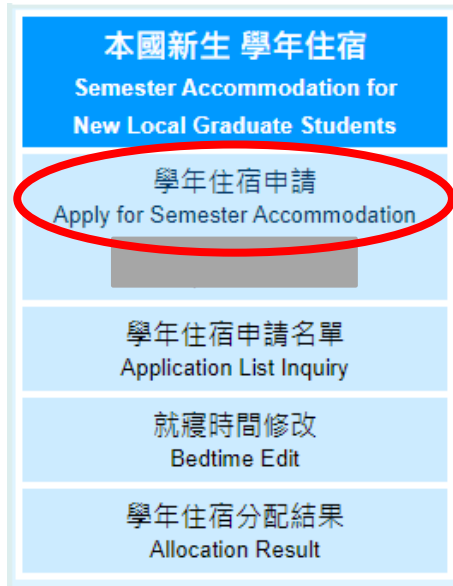 本國新生 學年住宿
Semester Accommodation for
New Local Graduate Students
學年住宿申請
Apply for Semester Accommodation
學年住宿申請名單
Application List Inquiry
就寢時間修改
Bedtime Edit
學年住宿分配結果
Allocation Result